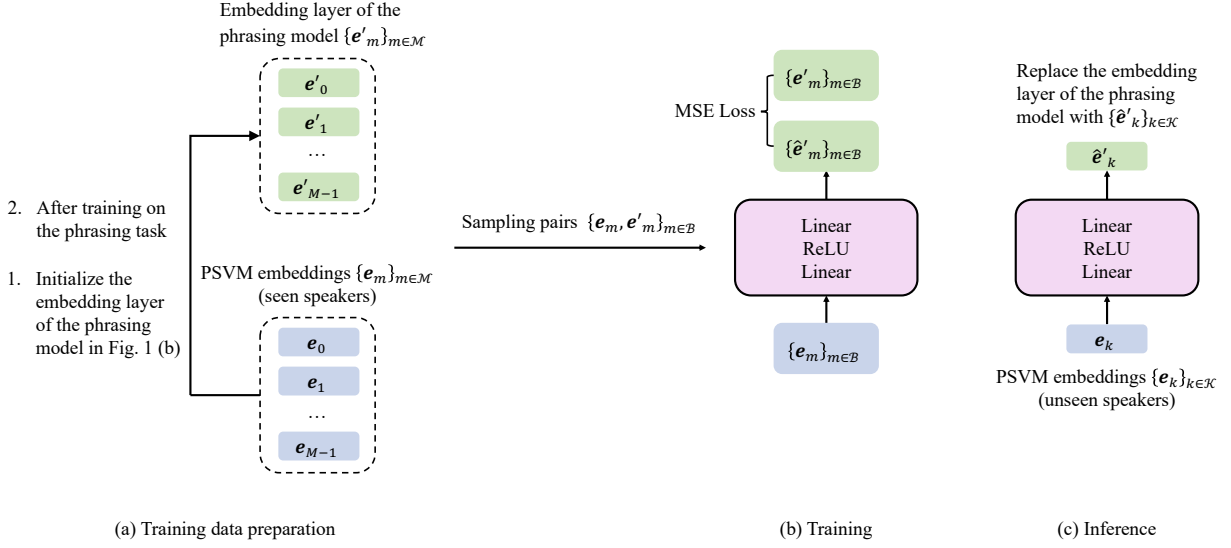 Embedding layer of the
phrasing model {e′ₘ}ₘ∈ℳ
e′₀
e′₁
...
e′_{M−1}
2. After training on
the phrasing task
1. Initialize the
embedding layer
of the phrasing
model in Fig. 1 (b)
PSVM embeddings {eₘ}ₘ∈ℳ
(seen speakers)
e₀
e₁
...
e_{M−1}
(a) Training data preparation
Sampling pairs {eₘ, e′ₘ}ₘ∈ℬ
{e′ₘ}ₘ∈ℬ
MSE Loss
{ê′ₘ}ₘ∈ℬ
Linear
ReLU
Linear
{eₘ}ₘ∈ℬ
(b) Training
Replace the embedding
layer of the phrasing
model with {ê′ₖ}ₖ∈𝒦
ê′ₖ
Linear
ReLU
Linear
eₖ
PSVM embeddings {eₖ}ₖ∈𝒦
(unseen speakers)
(c) Inference